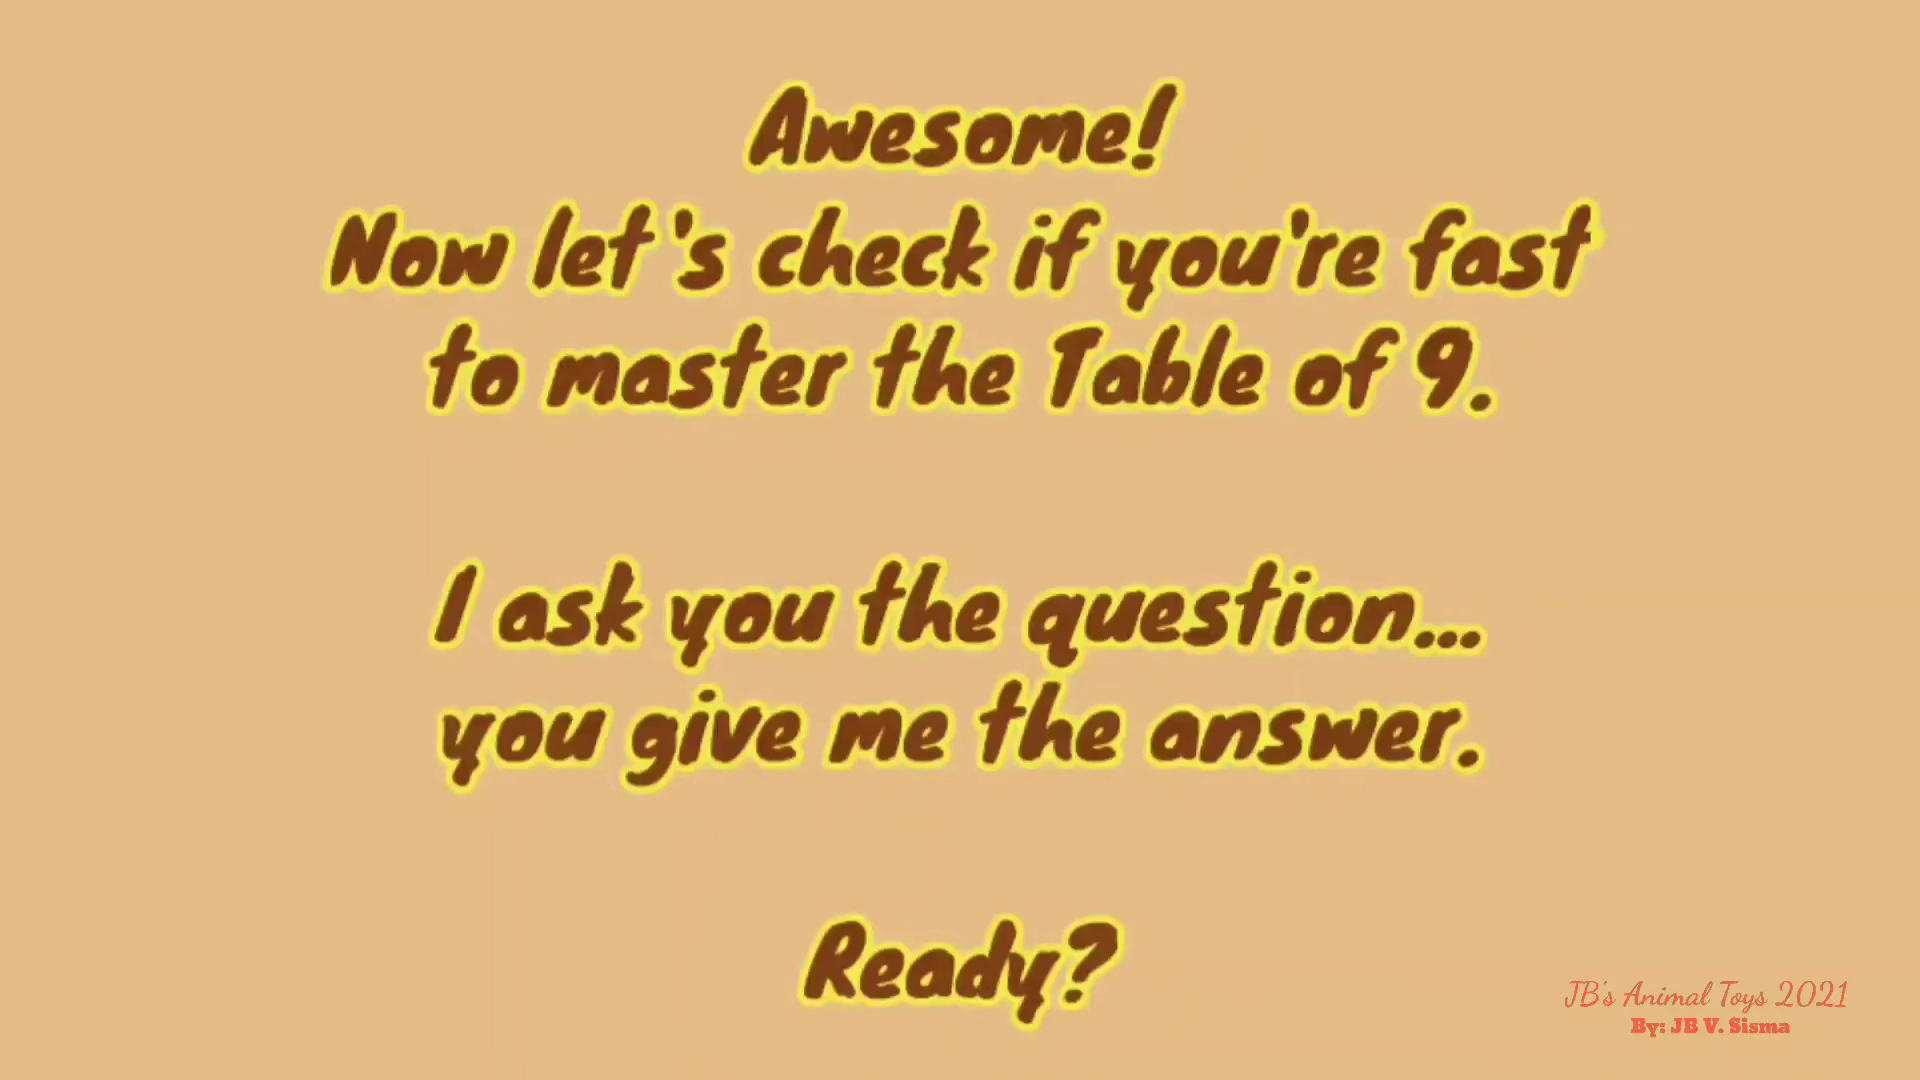 Awesome!
Now let's check if you're fast
to master the Table of 9.
I ask you the question...
you give me the answer.
Ready?
JB's Animal Toys 2021
By: JB V. Sisma